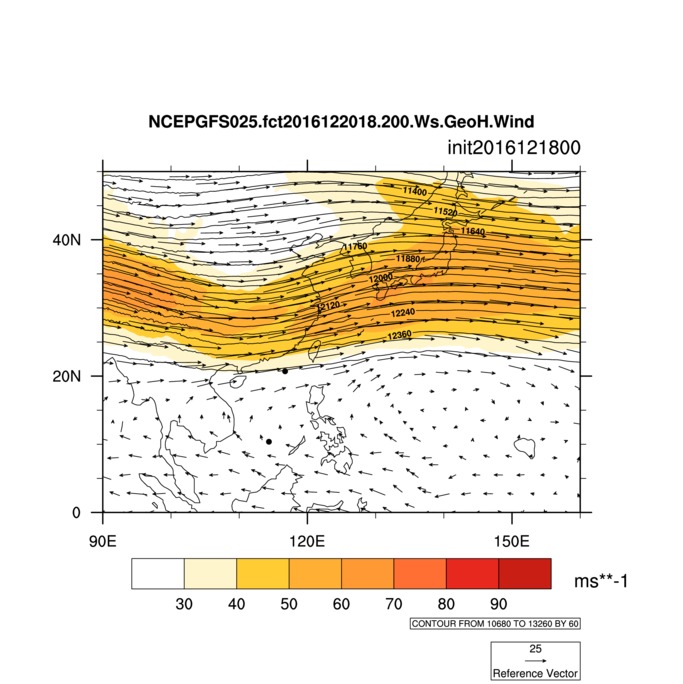 NCEPGFS025.fct2016122018.200.Ws.GeoH.Wind
init2016121800
11400
11520
11640
11760
11880
12000
12120
12240
12360
40N
20N
0
90E 120E 150E
ms**-1
30 40 50 60 70 80 90
CONTOUR FROM 10680 TO 13260 BY 60
25
Reference Vector